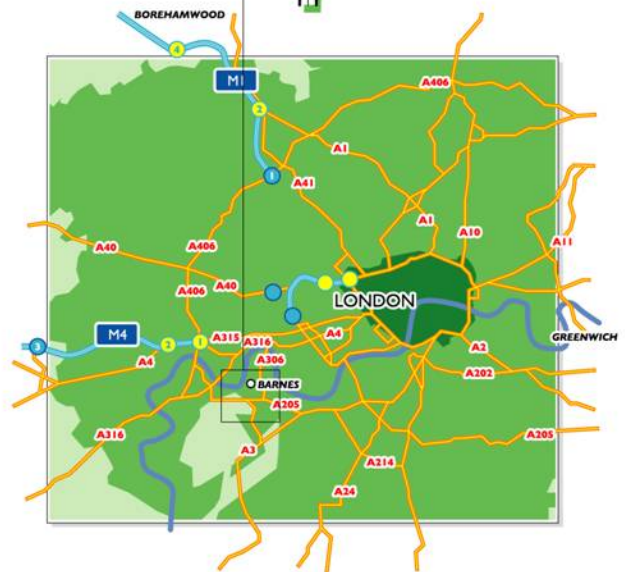 BOREHAMWOOD
4
M1
A406
2
A1
1
A41
A1
A10
A11
A406
A40
A40
A406
LONDON
M4
3
2
1
A315
A316
A4
GREENWICH
A4
A306
A2
A202
BARNES
A205
A316
A205
A3
A214
A24